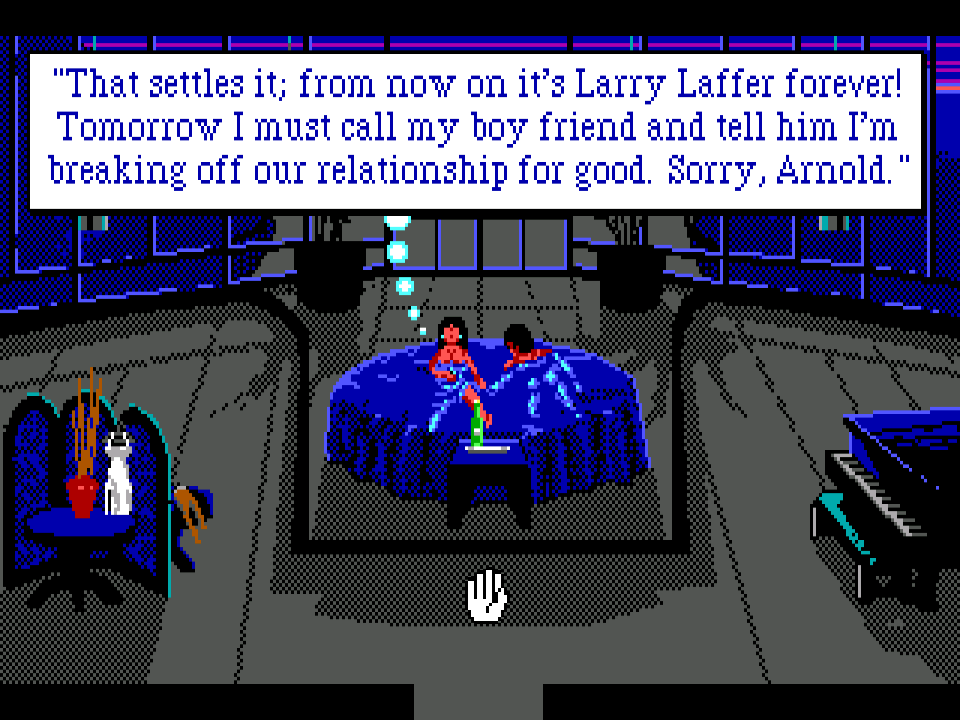 "That settles it; from now on it's Larry Laffer forever!
Tomorrow I must call my boy friend and tell him I'm
breaking off our relationship for good. Sorry, Arnold."